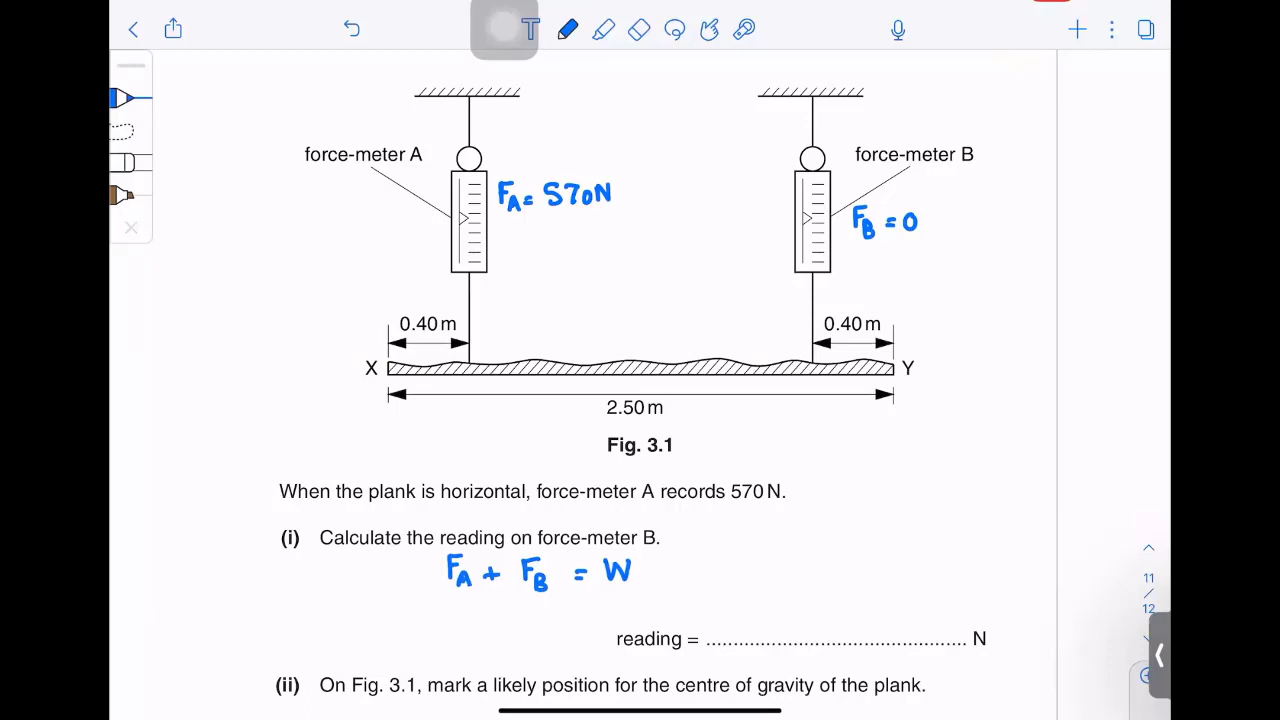 T
force-meter A
force-meter B
F_A = 570N
F_B = 0
0.40 m
0.40 m
X
Y
2.50 m
Fig. 3.1
When the plank is horizontal, force-meter A records 570 N.
(i) Calculate the reading on force-meter B.
F_A + F_B = W
11
/
12
reading = ................................................ N
(ii) On Fig. 3.1, mark a likely position for the centre of gravity of the plank.